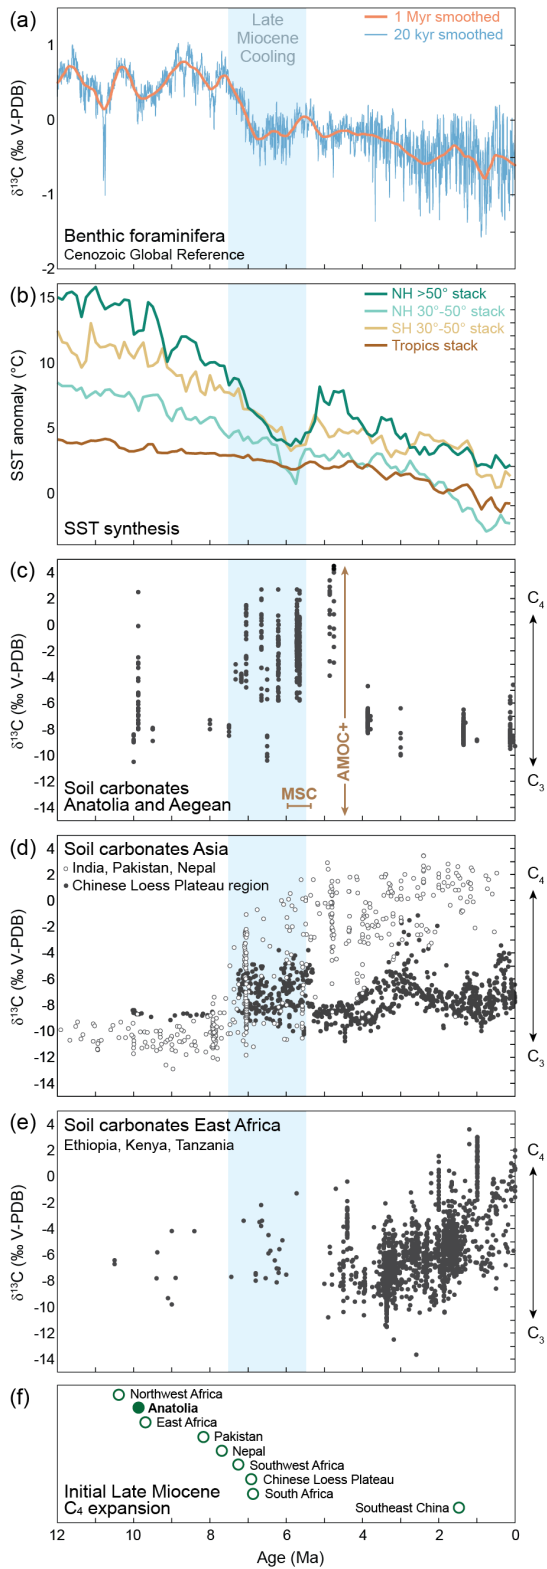 (a)
Late
Miocene
Cooling
1 Myr smoothed
20 kyr smoothed
1
0
-1
-2
δ¹³C (‰ V-PDB)
Benthic foraminifera
Cenozoic Global Reference
(b)
NH >50° stack
NH 30°-50° stack
SH 30°-50° stack
Tropics stack
15
10
5
0
SST anomaly (°C)
SST synthesis
(c)
4
2
0
-2
-4
-6
-8
-10
-12
-14
δ¹³C (‰ V-PDB)
C₄
C₃
AMOC+
MSC
Soil carbonates
Anatolia and Aegean
(d)
Soil carbonates Asia
India, Pakistan, Nepal
Chinese Loess Plateau region
4
2
0
-2
-4
-6
-8
-10
-12
-14
δ¹³C (‰ V-PDB)
C₄
C₃
(e)
Soil carbonates East Africa
Ethiopia, Kenya, Tanzania
4
2
0
-2
-4
-6
-8
-10
-12
-14
δ¹³C (‰ V-PDB)
C₄
C₃
(f)
Northwest Africa
Anatolia
East Africa
Pakistan
Nepal
Southwest Africa
Chinese Loess Plateau
South Africa
Southeast China
Initial Late Miocene
C₄ expansion
12 10 8 6 4 2 0
Age (Ma)